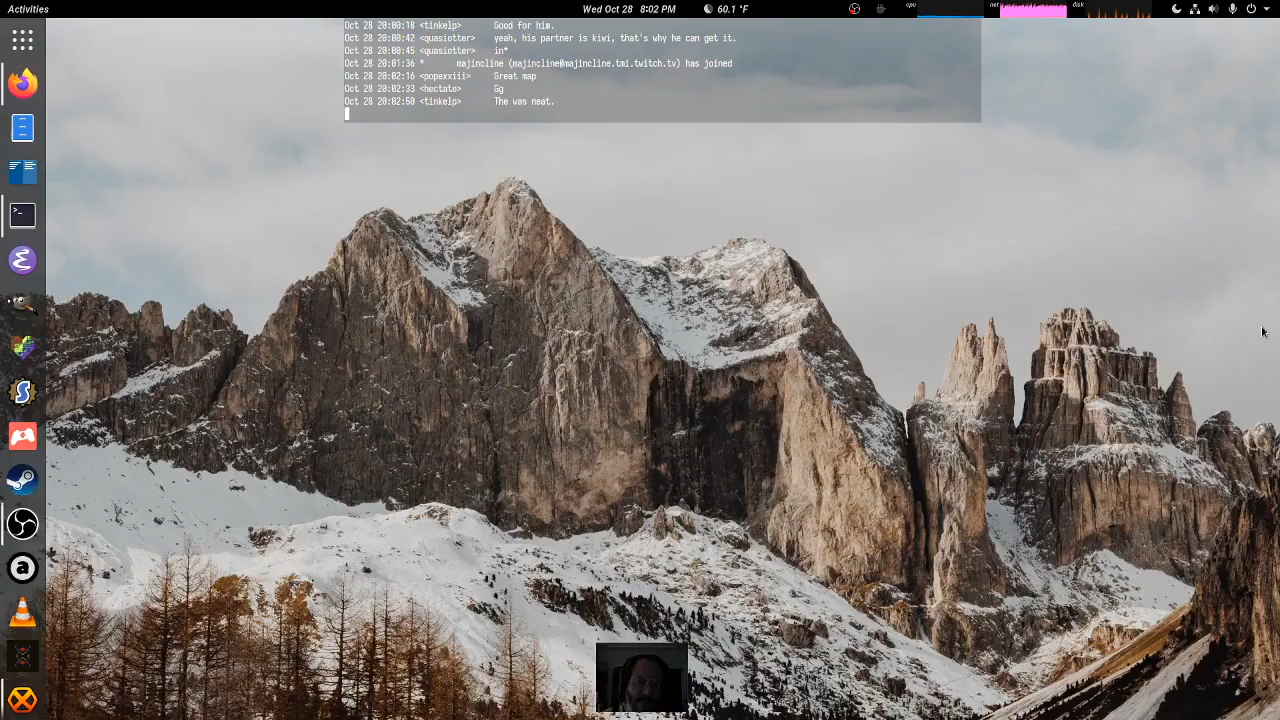 Activities
Wed Oct 28  8:02 PM
60.1 °F
cpu
net
disk
Oct 28 20:00:18 <tinkelp> Good for him.
Oct 28 20:00:42 <quasiotter> yeah, his partner is kiwi, that's why he can get it.
Oct 28 20:00:45 <quasiotter> in*
Oct 28 20:01:36 * majincline (majincline@majincline.tmi.twitch.tv) has joined
Oct 28 20:02:16 <popexxiii> Great map
Oct 28 20:02:33 <hectate> Gg
Oct 28 20:02:50 <tinkelp> The was neat.
>_
a